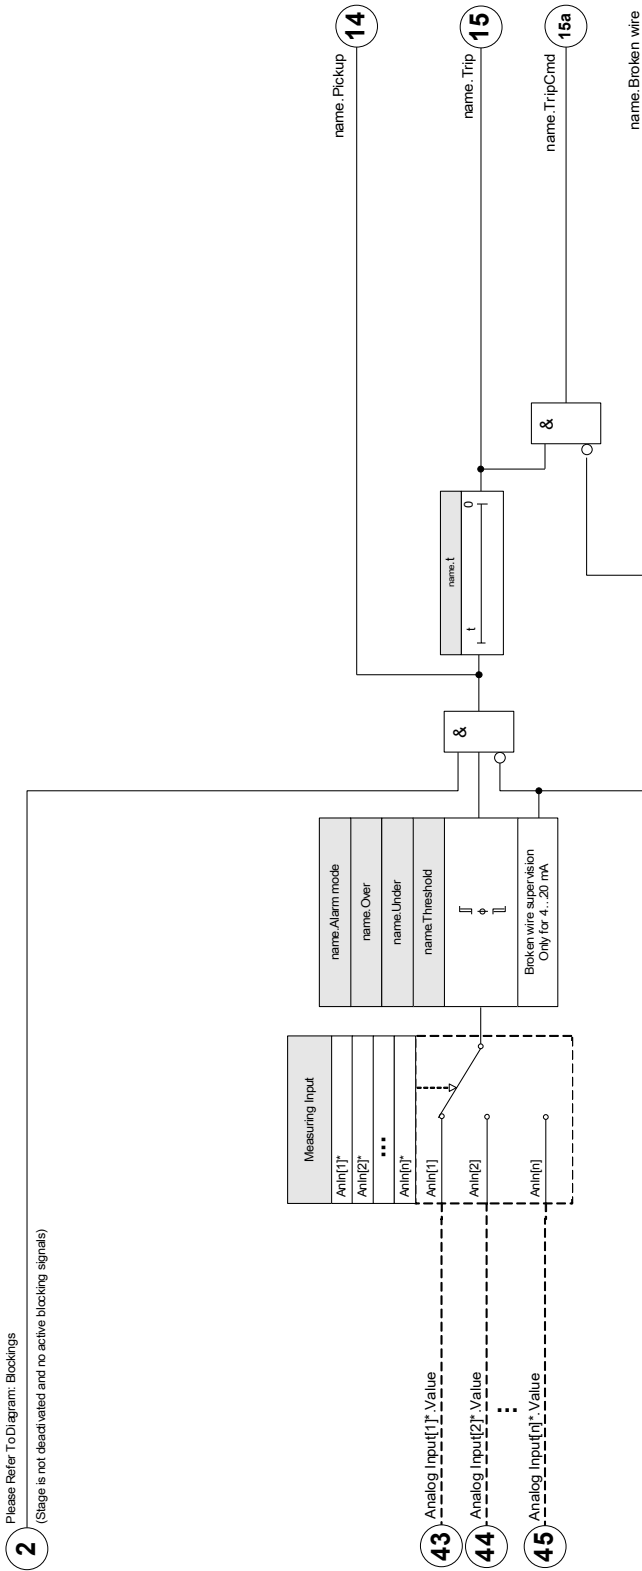 2
Please Refer To Diagram: Blockings
(Stage is not deactivated and no active blocking signals)
43
Analog Input[1]*.Value
44
Analog Input[2]*.Value
...
45
Analog Input[n]*.Value
Measuring Input
AnIn[1]*
AnIn[2]*
...
AnIn[n]*
AnIn[1]
AnIn[2]
AnIn[n]
name.Alarm mode
name.Over
name.Under
name.Threshold
φ
Broken wire supervision
Only for 4...20 mA
&
name.t
t
0
&
name.Pickup
14
name.Trip
15
name.TripCmd
15a
name.Broken wire